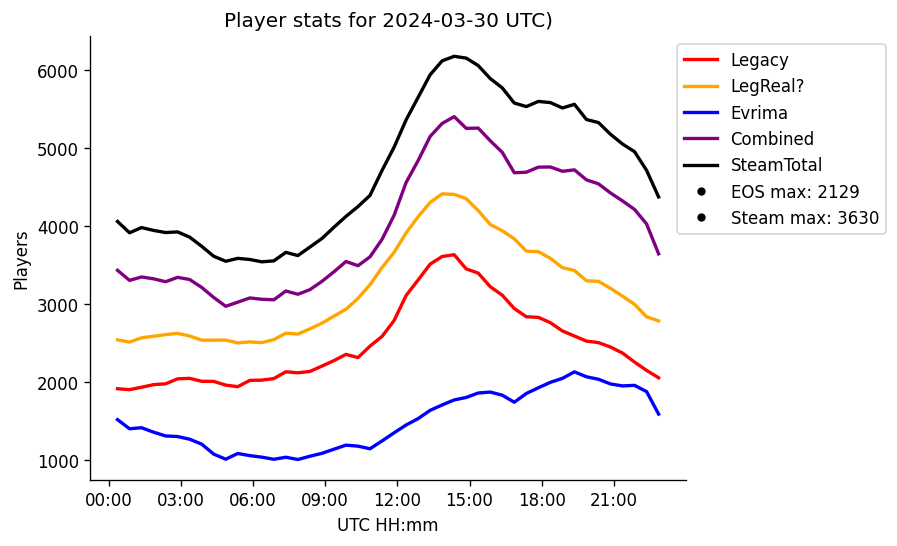 Player stats for 2024-03-30 UTC)
Legacy
LegReal?
Evrima
Combined
SteamTotal
EOS max: 2129
Steam max: 3630
6000
5000
4000
3000
2000
1000
Players
00:00 03:00 06:00 09:00 12:00 15:00 18:00 21:00
UTC HH:mm